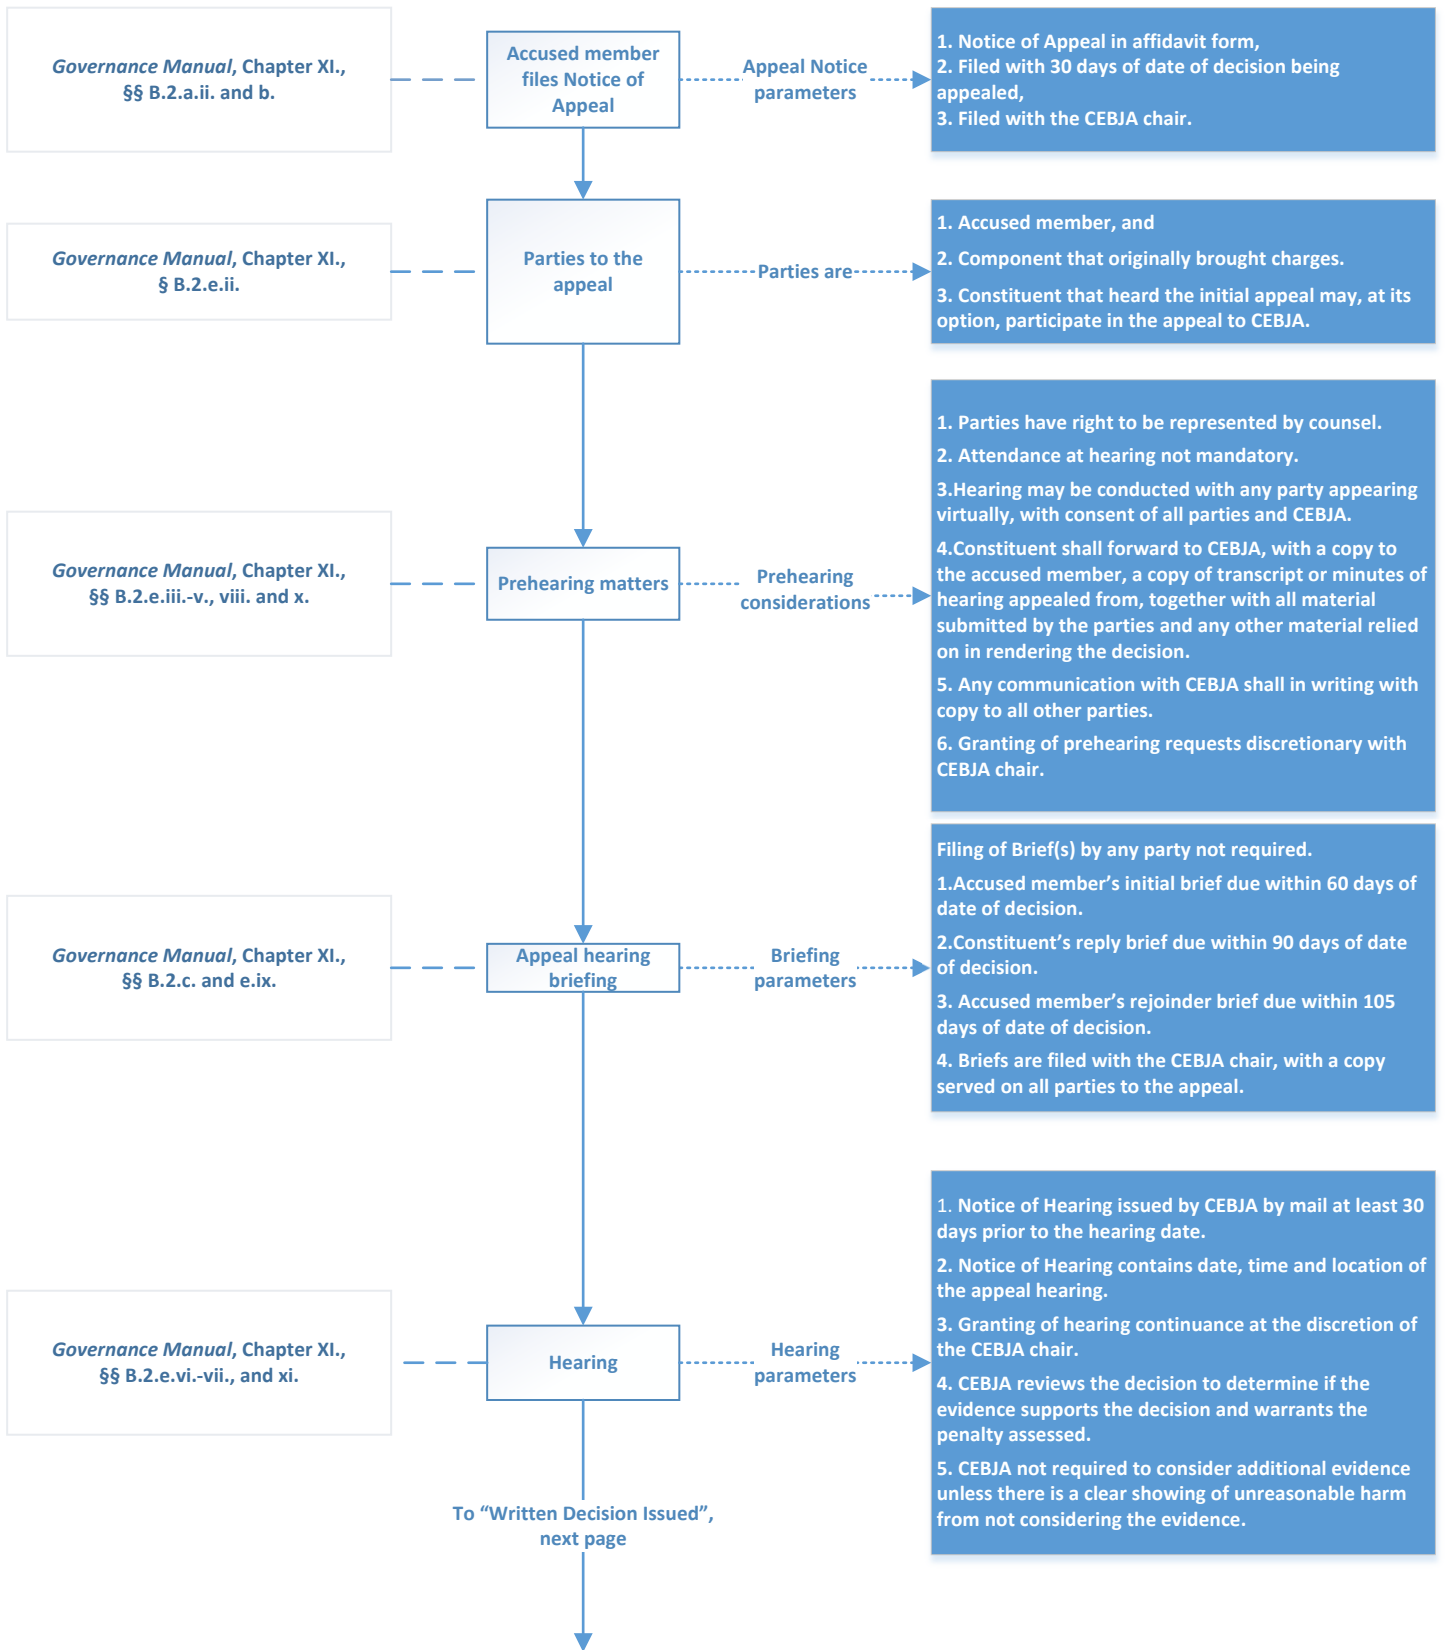 Governance Manual, Chapter XI.,
§§ B.2.a.ii. and b.
Accused member
files Notice of
Appeal
Appeal Notice
parameters
1. Notice of Appeal in affidavit form,
2. Filed with 30 days of date of decision being
appealed,
3. Filed with the CEBJA chair.
Governance Manual, Chapter XI.,
§ B.2.e.ii.
Parties to the
appeal
Parties are
1. Accused member, and
2. Component that originally brought charges.
3. Constituent that heard the initial appeal may, at its
option, participate in the appeal to CEBJA.
Governance Manual, Chapter XI.,
§§ B.2.e.iii.-v., viii. and x.
Prehearing matters
Prehearing
considerations
1. Parties have right to be represented by counsel.
2. Attendance at hearing not mandatory.
3.Hearing may be conducted with any party appearing
virtually, with consent of all parties and CEBJA.
4.Constituent shall forward to CEBJA, with a copy to
the accused member, a copy of transcript or minutes of
hearing appealed from, together with all material
submitted by the parties and any other material relied
on in rendering the decision.
5. Any communication with CEBJA shall in writing with
copy to all other parties.
6. Granting of prehearing requests discretionary with
CEBJA chair.
Governance Manual, Chapter XI.,
§§ B.2.c. and e.ix.
Appeal hearing
briefing
Briefing
parameters
Filing of Brief(s) by any party not required.
1.Accused member’s initial brief due within 60 days of
date of decision.
2.Constituent’s reply brief due within 90 days of date
of decision.
3. Accused member’s rejoinder brief due within 105
days of date of decision.
4. Briefs are filed with the CEBJA chair, with a copy
served on all parties to the appeal.
Governance Manual, Chapter XI.,
§§ B.2.e.vi.-vii., and xi.
Hearing
Hearing
parameters
1. Notice of Hearing issued by CEBJA by mail at least 30
days prior to the hearing date.
2. Notice of Hearing contains date, time and location of
the appeal hearing.
3. Granting of hearing continuance at the discretion of
the CEBJA chair.
4. CEBJA reviews the decision to determine if the
evidence supports the decision and warrants the
penalty assessed.
5. CEBJA not required to consider additional evidence
unless there is a clear showing of unreasonable harm
from not considering the evidence.
To “Written Decision Issued”,
next page